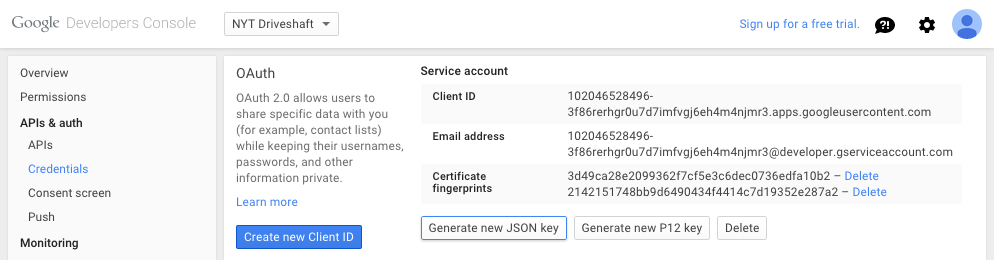 Google Developers Console
NYT Driveshaft
Sign up for a free trial.
?!
Overview
Permissions
APIs & auth
APIs
Credentials
Consent screen
Push
Monitoring
OAuth
OAuth 2.0 allows users to
share specific data with you
(for example, contact lists)
while keeping their usernames,
passwords, and other
information private.
Learn more
Create new Client ID
Service account
Client ID
102046528496-
3f86rerhgr0u7d7imfvgj6eh4m4njmr3.apps.googleusercontent.com
Email address
102046528496-
3f86rerhgr0u7d7imfvgj6eh4m4njmr3@developer.gserviceaccount.com
Certificate
fingerprints
3d49ca28e2099362f7cf5e3c6dec0736edfa10b2 – Delete
2142151748bb9d6490434f4414c7d19352e287a2 – Delete
Generate new JSON key
Generate new P12 key
Delete